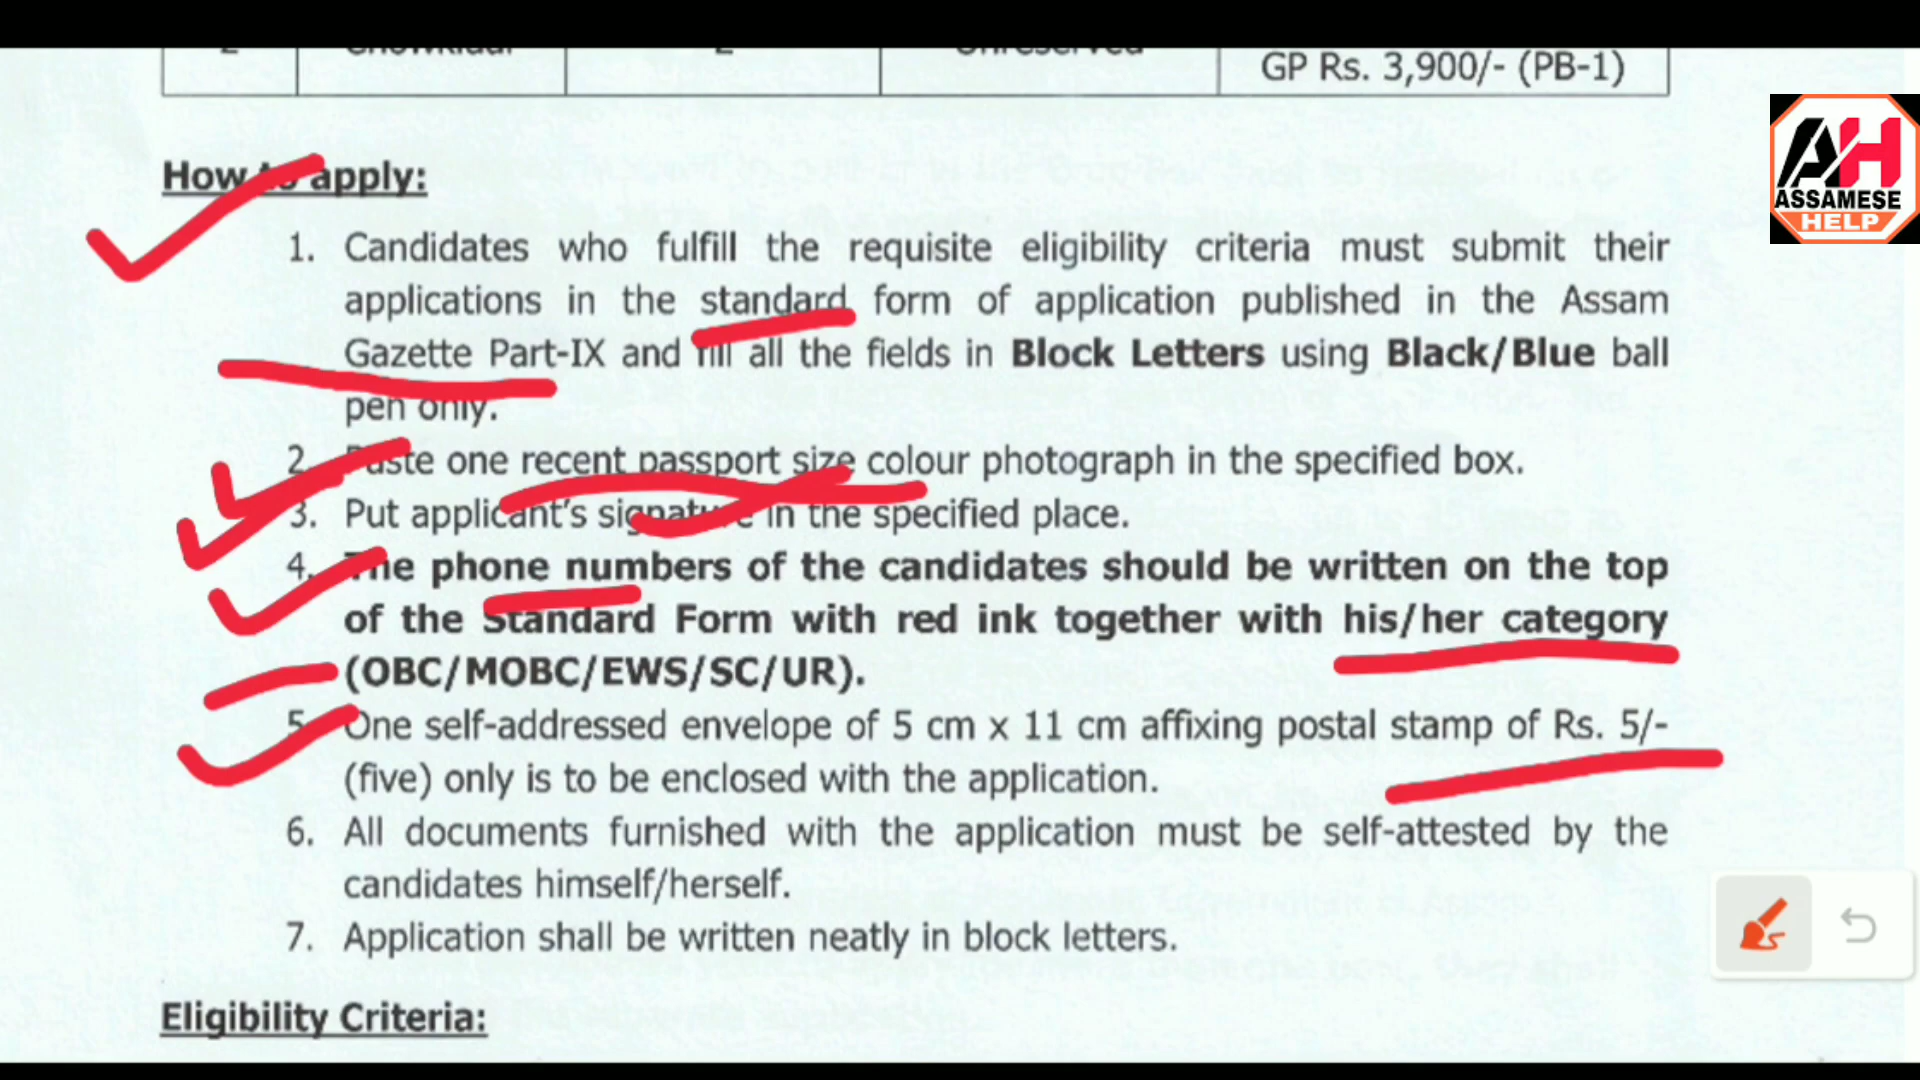 2 Chowkidar 2 Unreserved
GP Rs. 3,900/- (PB-1)
AH
ASSAMESE
HELP
How to apply:
1. Candidates who fulfill the requisite eligibility criteria must submit their
applications in the standard form of application published in the Assam
Gazette Part-IX and fill all the fields in Block Letters using Black/Blue ball
pen only.
2. Paste one recent passport size colour photograph in the specified box.
3. Put applicant's signature in the specified place.
4. The phone numbers of the candidates should be written on the top
of the Standard Form with red ink together with his/her category
(OBC/MOBC/EWS/SC/UR).
5. One self-addressed envelope of 5 cm x 11 cm affixing postal stamp of Rs. 5/-
(five) only is to be enclosed with the application.
6. All documents furnished with the application must be self-attested by the
candidates himself/herself.
7. Application shall be written neatly in block letters.
Eligibility Criteria: